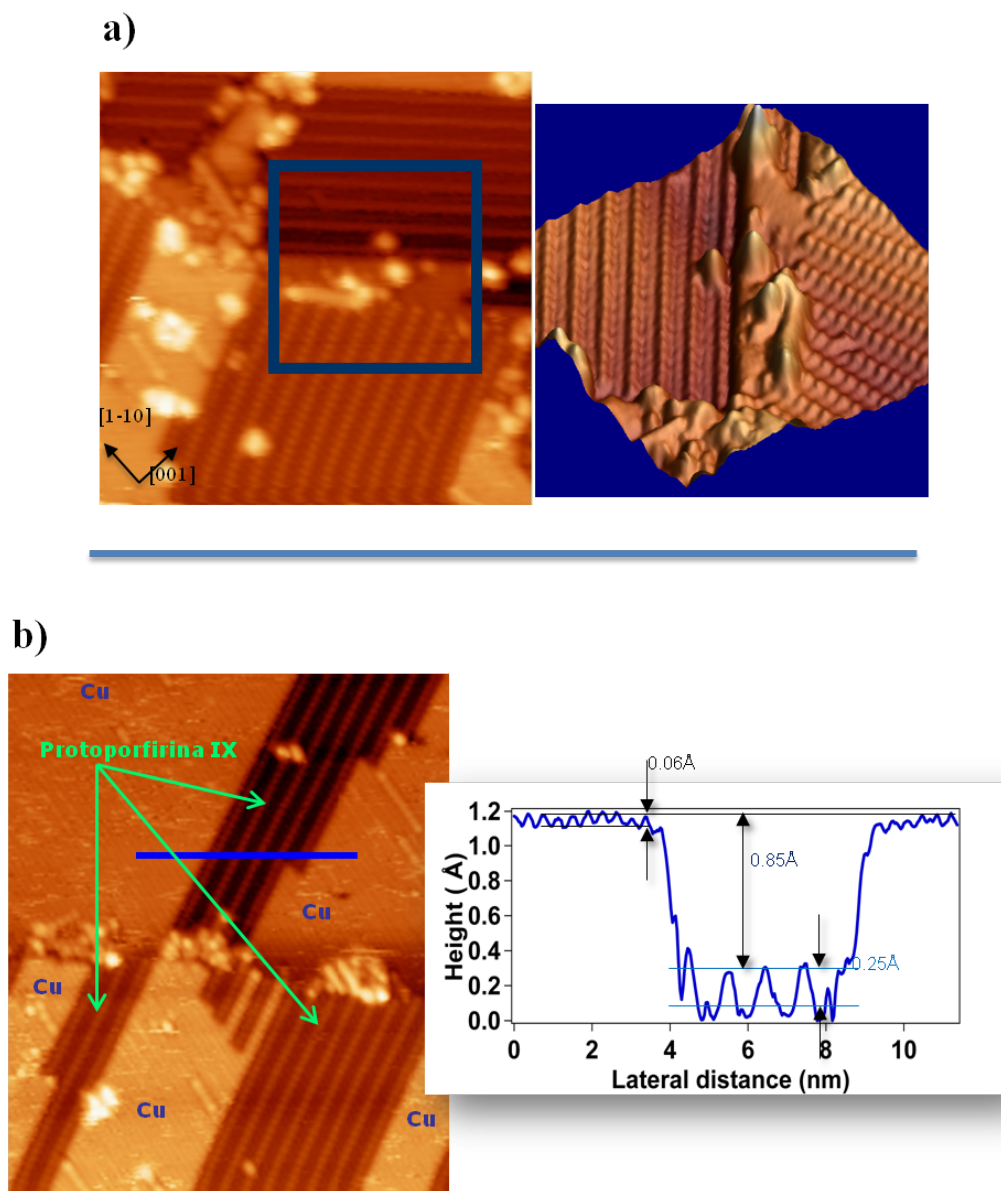 a)
[1-10]
[001]
b)
Cu
Protoporfirina IX
Cu
Cu
Cu
Cu
0.06Å
0.85Å
0.25Å
Height ( Å)
1.2
1.0
0.8
0.6
0.4
0.2
0.0
0 2 4 6 8 10
Lateral distance (nm)